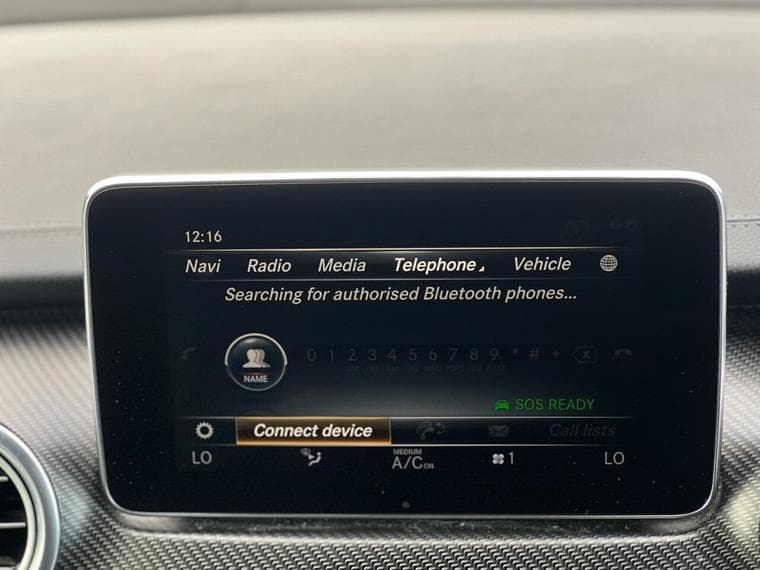 12:16
Navi Radio Media Telephone Vehicle
Searching for authorised Bluetooth phones...
NAME
0 1 2 3 4 5 6 7 8 9 * # +
SOS READY
Connect device Call lists
LO MEDIUM A/C ON 1 LO